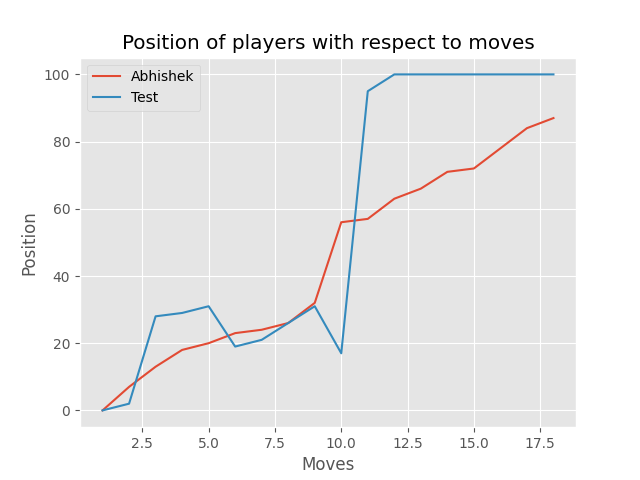 Position of players with respect to moves
Abhishek
Test
100
80
60
40
20
0
Position
2.5 5.0 7.5 10.0 12.5 15.0 17.5
Moves